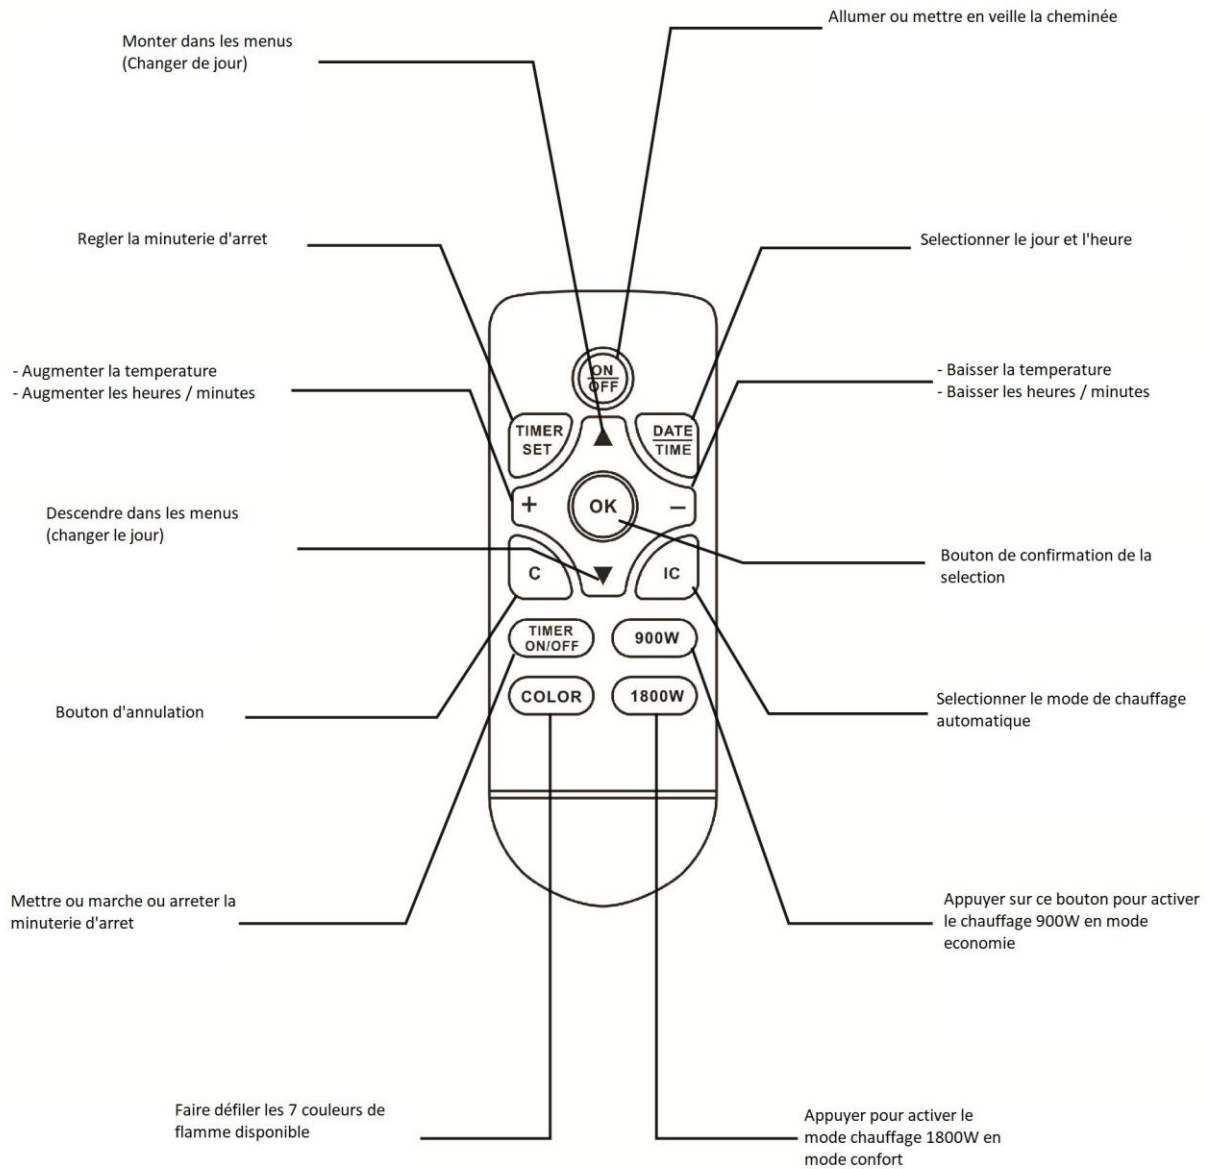 Allumer ou mettre en veille la cheminée
Monter dans les menus
(Changer de jour)
Regler la minuterie d'arret
Selectionner le jour et l'heure
- Augmenter la temperature
- Augmenter les heures / minutes
- Baisser la temperature
- Baisser les heures / minutes
ON
OFF
TIMER
SET
▲
DATE
TIME
+
OK
–
Descendre dans les menus
(changer le jour)
Bouton de confirmation de la
selection
C
▼
IC
TIMER
ON/OFF
900W
COLOR
1800W
Bouton d'annulation
Selectionner le mode de chauffage
automatique
Mettre ou marche ou arreter la
minuterie d'arret
Appuyer sur ce bouton pour activer
le chauffage 900W en mode
economie
Faire défiler les 7 couleurs de
flamme disponible
Appuyer pour activer le
mode chauffage 1800W en
mode confort